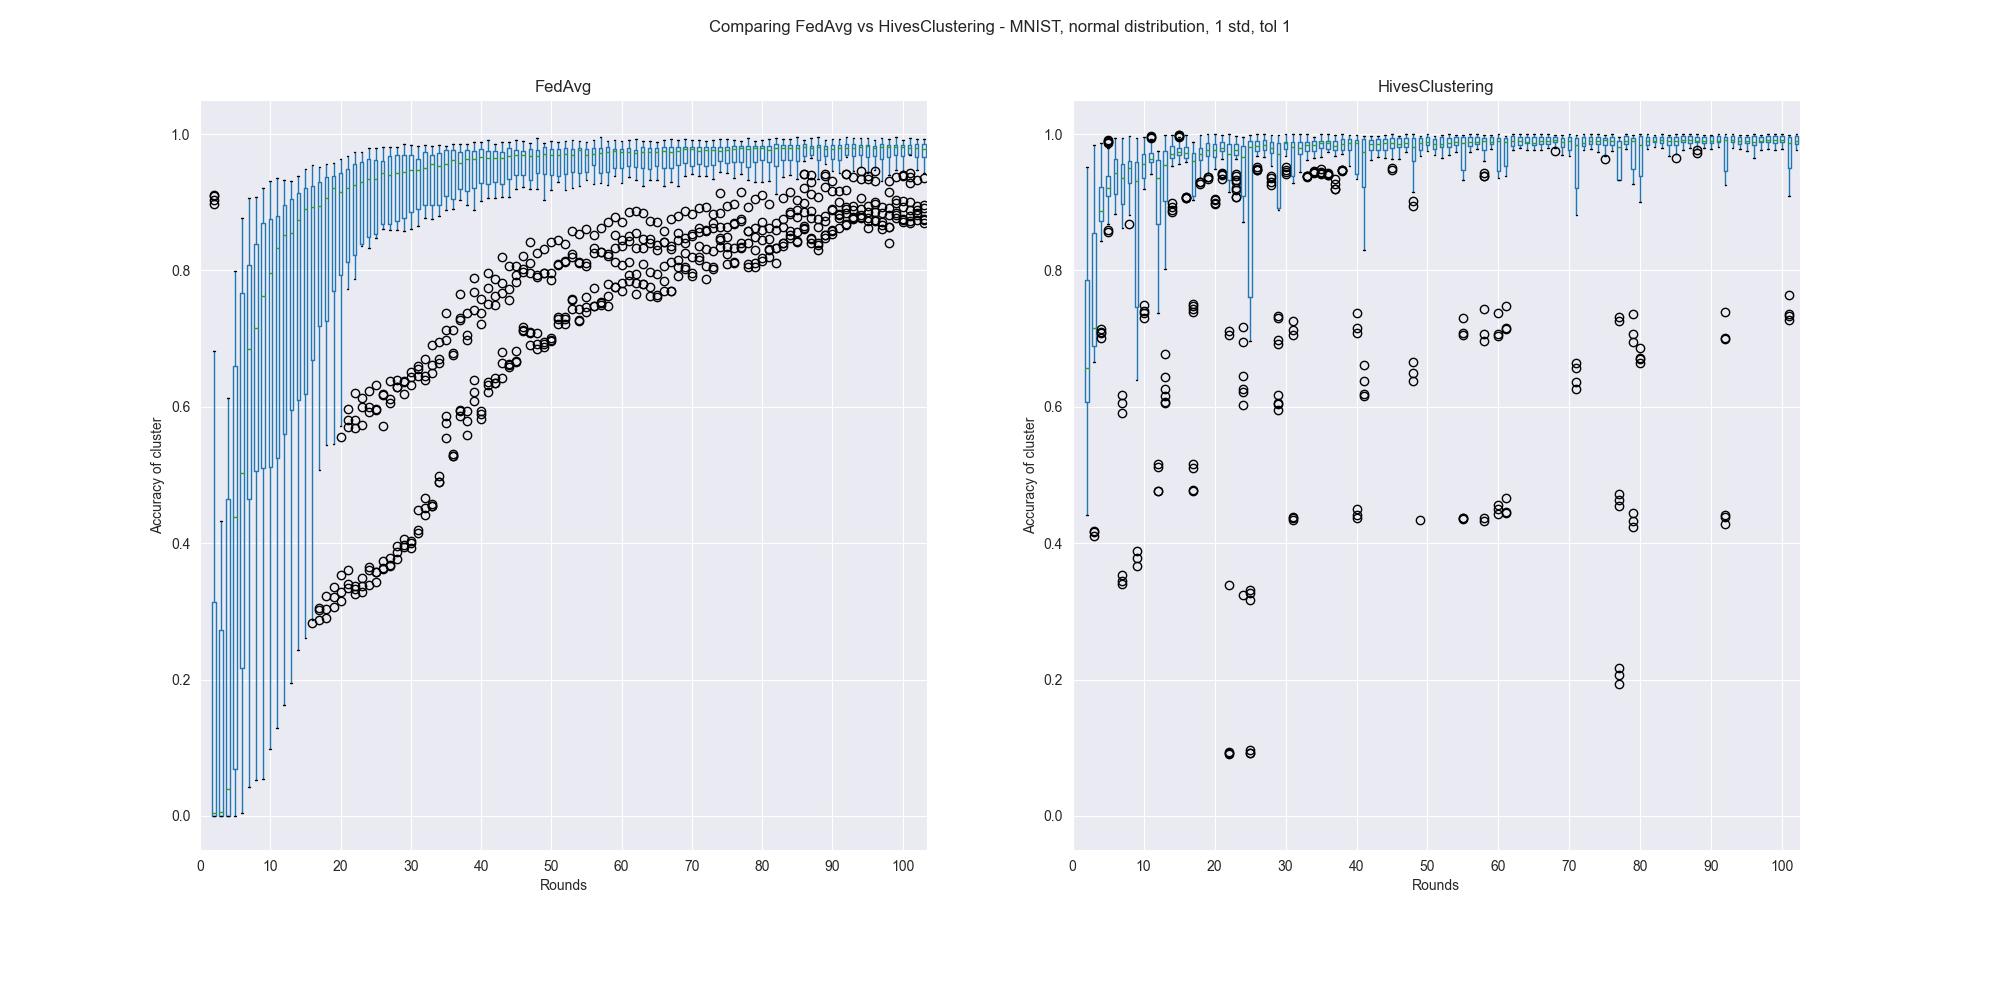 Comparing FedAvg vs HivesClustering - MNIST, normal distribution, 1 std, tol 1
FedAvg
1.0
0.8
0.6
0.4
0.2
0.0
Accuracy of cluster
0 10 20 30 40 50 60 70 80 90 100
Rounds
HivesClustering
1.0
0.8
0.6
0.4
0.2
0.0
Accuracy of cluster
0 10 20 30 40 50 60 70 80 90 100
Rounds